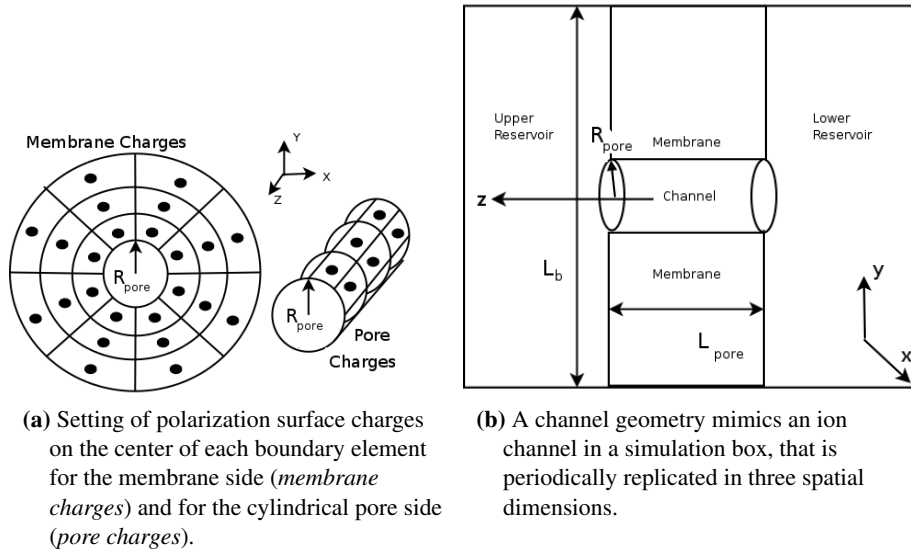 Membrane Charges
Y
X
Z
R pore
R pore
Pore
Charges
Upper
Reservoir
Lower
Reservoir
R pore
Membrane
z
Channel
L b
Membrane
y
L pore
x
(a) Setting of polarization surface charges
on the center of each boundary element
for the membrane side (membrane
charges) and for the cylindrical pore side
(pore charges).
(b) A channel geometry mimics an ion
channel in a simulation box, that is
periodically replicated in three spatial
dimensions.